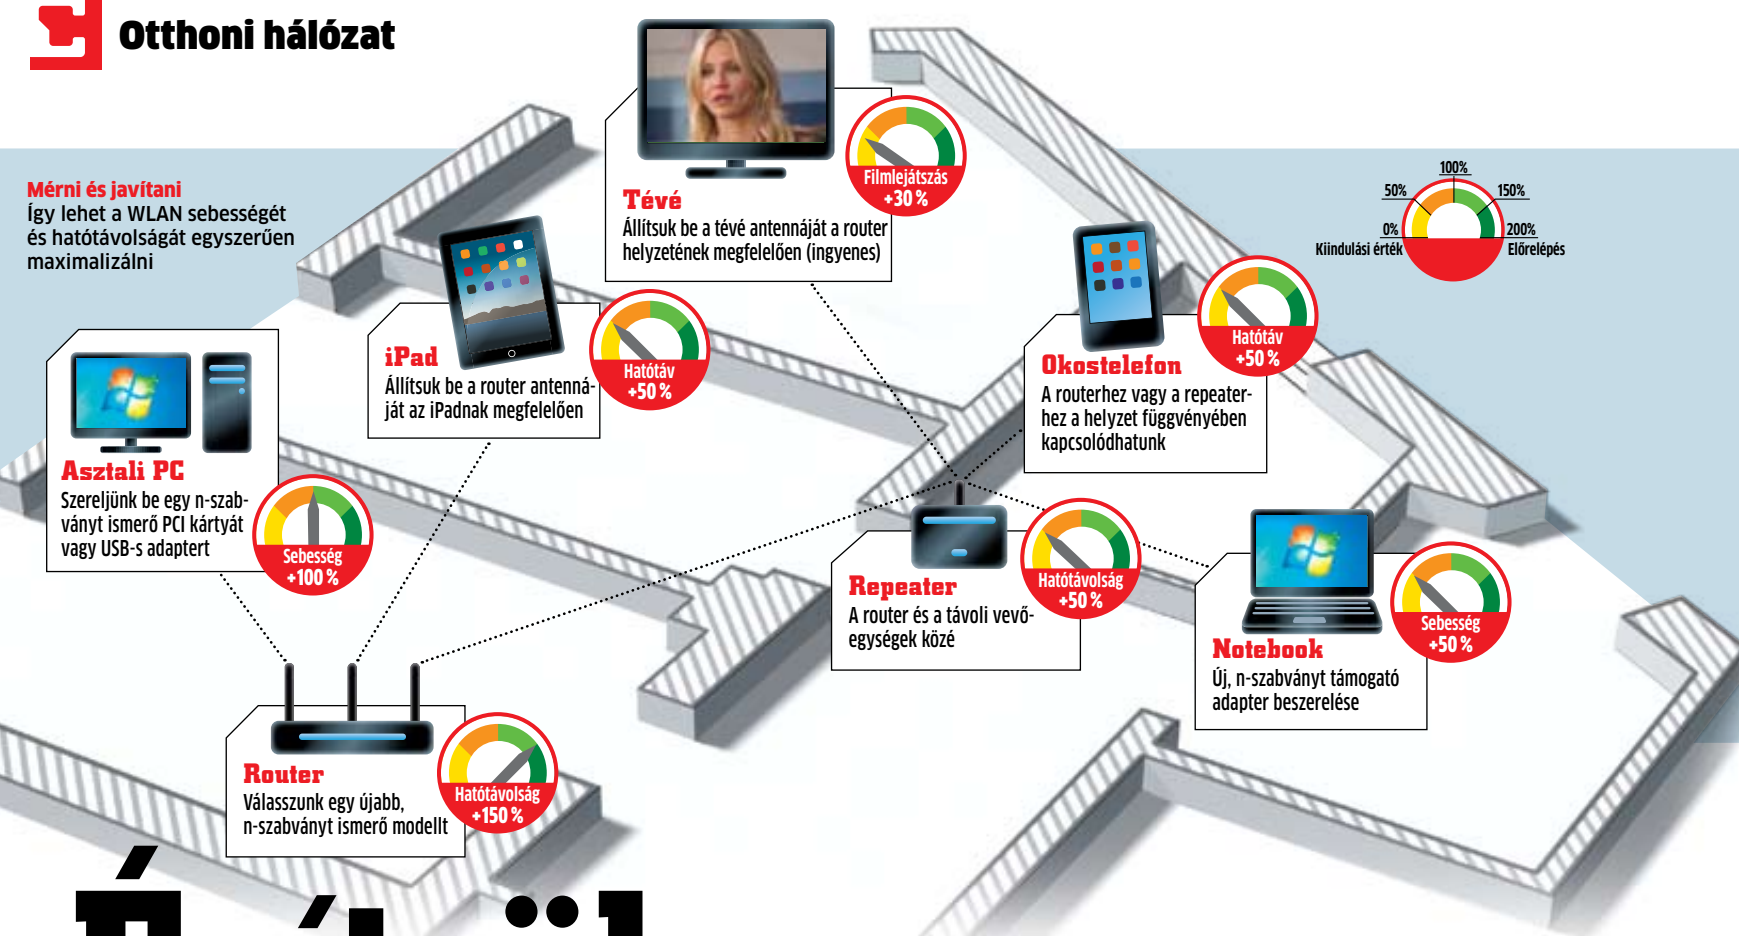 Otthoni hálózat
Mérni és javítani
Így lehet a WLAN sebességét
és hatótávolságát egyszerűen
maximalizálni
Tévé
Állítsuk be a tévé antennáját a router
helyzetének megfelelően (ingyenes)
Filmlejátszás
+30 %
100%
50%
150%
0%
200%
Kiindulási érték
Előrelépés
iPad
Állítsuk be a router antenná-
ját az iPadnak megfelelően
Hatótáv
+50 %
Okostelefon
A routerhez vagy a repeater-
hez a helyzet függvényében
kapcsolódhatunk
Hatótáv
+50 %
Asztali PC
Szereljünk be egy n-szab-
ványt ismerő PCI kártyát
vagy USB-s adaptert
Sebesség
+100 %
Repeater
A router és a távoli vevő-
egységek közé
Hatótávolság
+50 %
Notebook
Új, n-szabványt támogató
adapter beszerelése
Sebesség
+50 %
Router
Válasszunk egy újabb,
n-szabványt ismerő modellt
Hatótávolság
+150 %